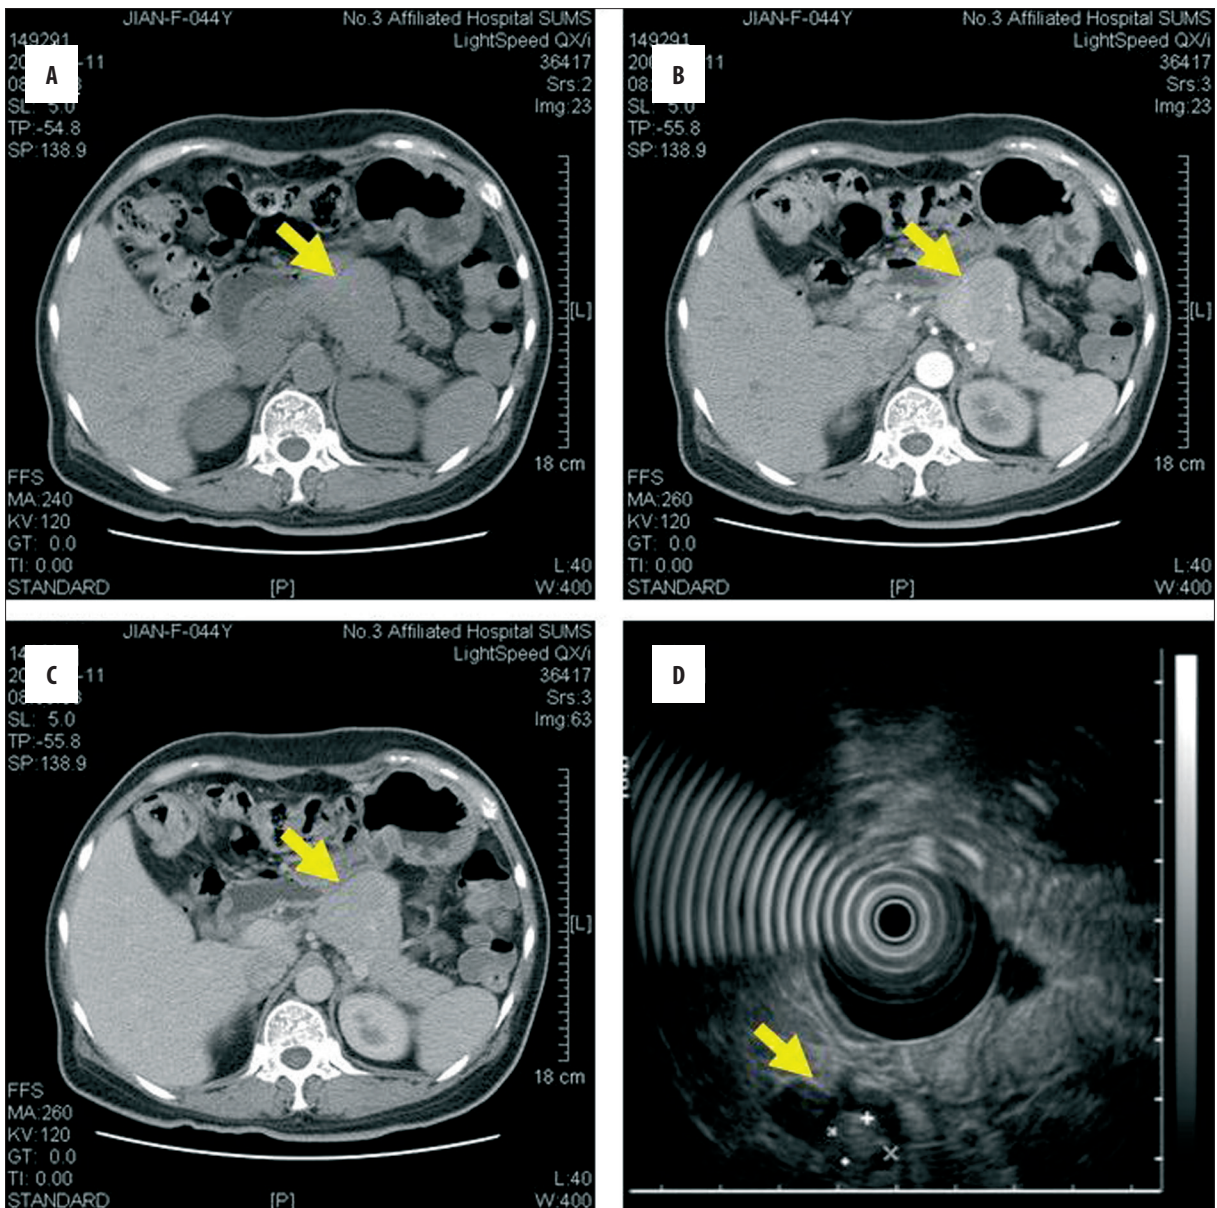 A
JIAN-F-044Y
No.3 Affiliated Hospital SUMS
149291
LightSpeed QX/i
-11
36417
Srs:2
SL: 5.0
Img:23
TP:-54.8
SP:138.9
[L]
18 cm
FFS
MA:240
KV:120
GT: 0.0
TI: 0.00
L:40
STANDARD
[P]
W:400
B
JIAN-F-044Y
No.3 Affiliated Hospital SUMS
149291
LightSpeed QX/i
11
36417
Srs:3
SL: 5.0
Img:23
TP:-55.8
SP:138.9
[L]
18 cm
FFS
MA:260
KV:120
GT: 0.0
TI: 0.00
L:40
STANDARD
[P]
W:400
C
JIAN-F-044Y
No.3 Affiliated Hospital SUMS
LightSpeed QX/i
-11
36417
Srs:3
SL: 5.0
Img:63
TP:-55.8
SP:138.9
[L]
18 cm
FFS
MA:260
KV:120
GT: 0.0
TI: 0.00
L:40
STANDARD
[P]
W:400
D